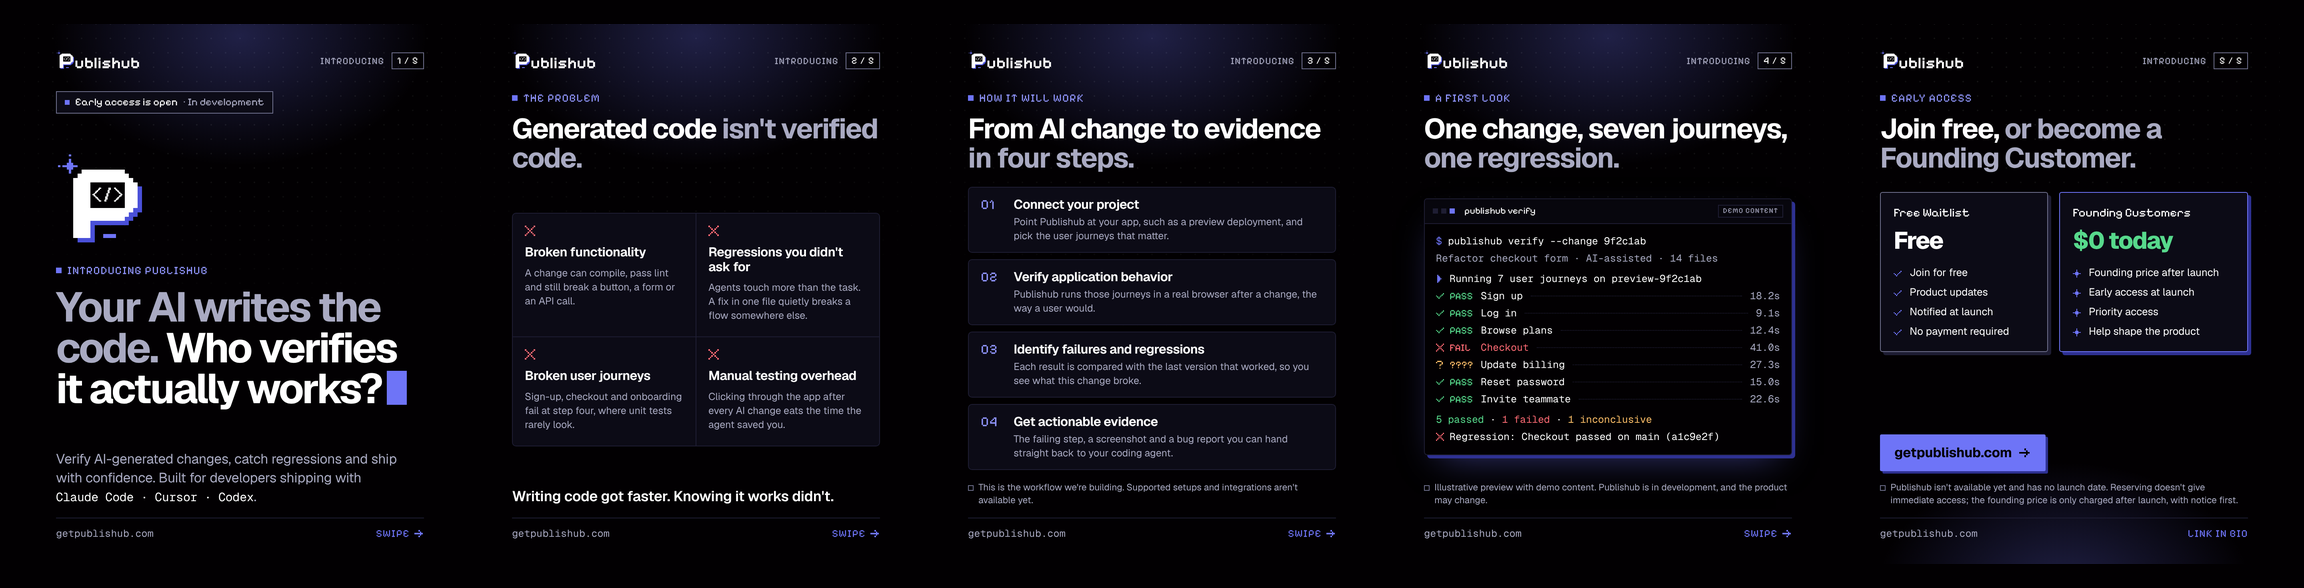 Publishub
INTRODUCING 1/5
Early access is open · In development
</>
INTRODUCING PUBLISHUB
Your AI writes the
code. Who verifies
it actually works?
Verify AI-generated changes, catch regressions and ship
with confidence. Built for developers shipping with
Claude Code · Cursor · Codex.
getpublishub.com
SWIPE →
Publishub
INTRODUCING 2/5
THE PROBLEM
Generated code isn't verified
code.
Broken functionality
A change can compile, pass lint
and still break a button, a form or
an API call.
Regressions you didn't
ask for
Agents touch more than the task.
A fix in one file quietly breaks a
flow somewhere else.
Broken user journeys
Sign-up, checkout and onboarding
fail at step four, where unit tests
rarely look.
Manual testing overhead
Clicking through the app after
every AI change eats the time the
agent saved you.
Writing code got faster. Knowing it works didn't.
getpublishub.com
SWIPE →
Publishub
INTRODUCING 3/5
HOW IT WILL WORK
From AI change to evidence
in four steps.
01 Connect your project
Point Publishub at your app, such as a preview deployment, and
pick the user journeys that matter.
02 Verify application behavior
Publishub runs those journeys in a real browser after a change, the
way a user would.
03 Identify failures and regressions
Each result is compared with the last version that worked, so you
see what this change broke.
04 Get actionable evidence
The failing step, a screenshot and a bug report you can hand
straight back to your coding agent.
This is the workflow we're building. Supported setups and integrations aren't
available yet.
getpublishub.com
SWIPE →
Publishub
INTRODUCING 4/5
A FIRST LOOK
One change, seven journeys,
one regression.
publishub verify
DEMO CONTENT
$ publishub verify --change 9f2c1ab
Refactor checkout form · AI-assisted · 14 files
Running 7 user journeys on preview-9f2c1ab
PASS Sign up 18.2s
PASS Log in 9.1s
PASS Browse plans 12.4s
FAIL Checkout 41.0s
? ???? Update billing 27.3s
PASS Reset password 15.0s
PASS Invite teammate 22.6s
5 passed · 1 failed · 1 inconclusive
Regression: Checkout passed on main (a1c9e2f)
Illustrative preview with demo content. Publishub is in development, and the product
may change.
getpublishub.com
SWIPE →
Publishub
INTRODUCING 5/5
EARLY ACCESS
Join free, or become a
Founding Customer.
Free Waitlist
Free
Join for free
Product updates
Notified at launch
No payment required
Founding Customers
$0 today
Founding price after launch
Early access at launch
Priority access
Help shape the product
getpublishub.com →
Publishub isn't available yet and has no launch date. Reserving doesn't give
immediate access; the founding price is only charged after launch, with notice first.
getpublishub.com
LINK IN BIO